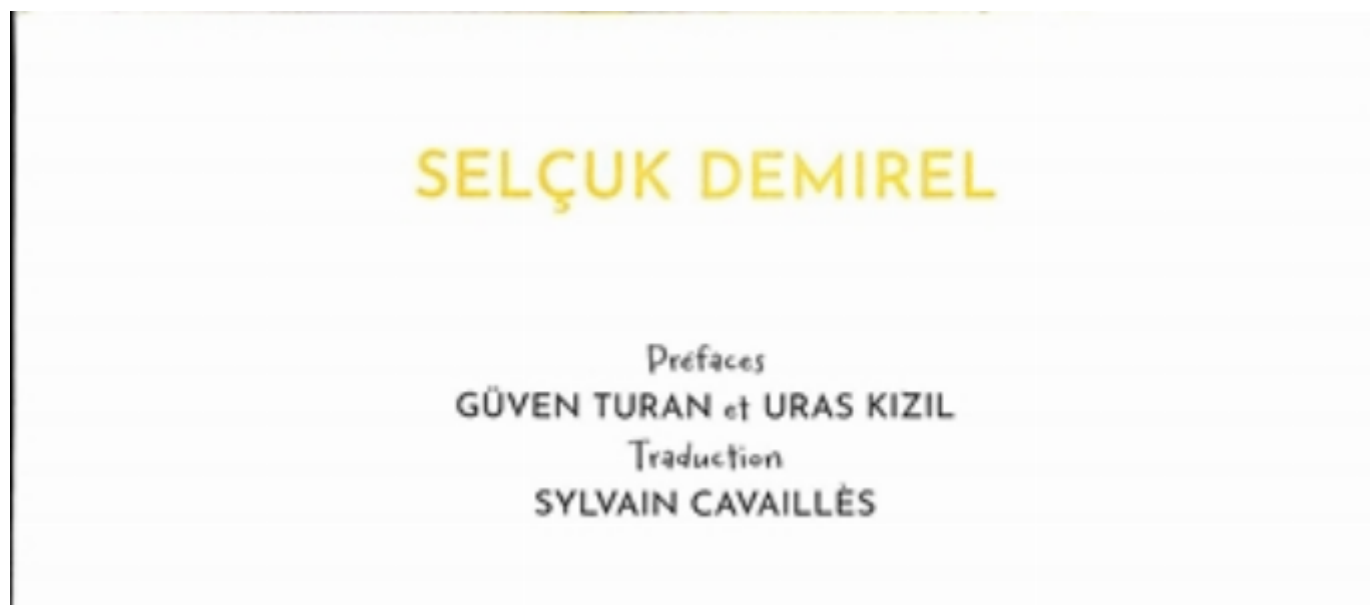 SELÇUK DEMIREL
Préfaces
GÜVEN TURAN et URAS KIZIL
Traduction
SYLVAIN CAVAILLÈS